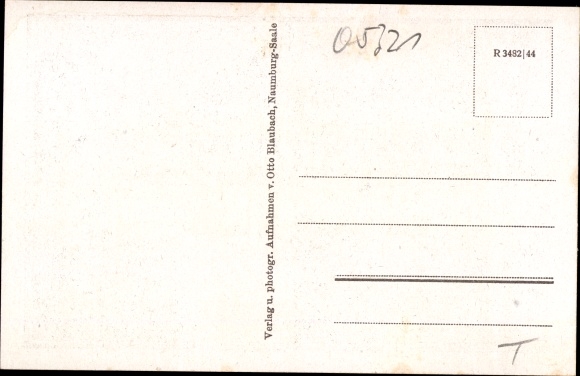 05321
R 3482|44
Verlag u. photogr. Aufnahmen v. Otto Blaubach, Naumburg-Saale
T